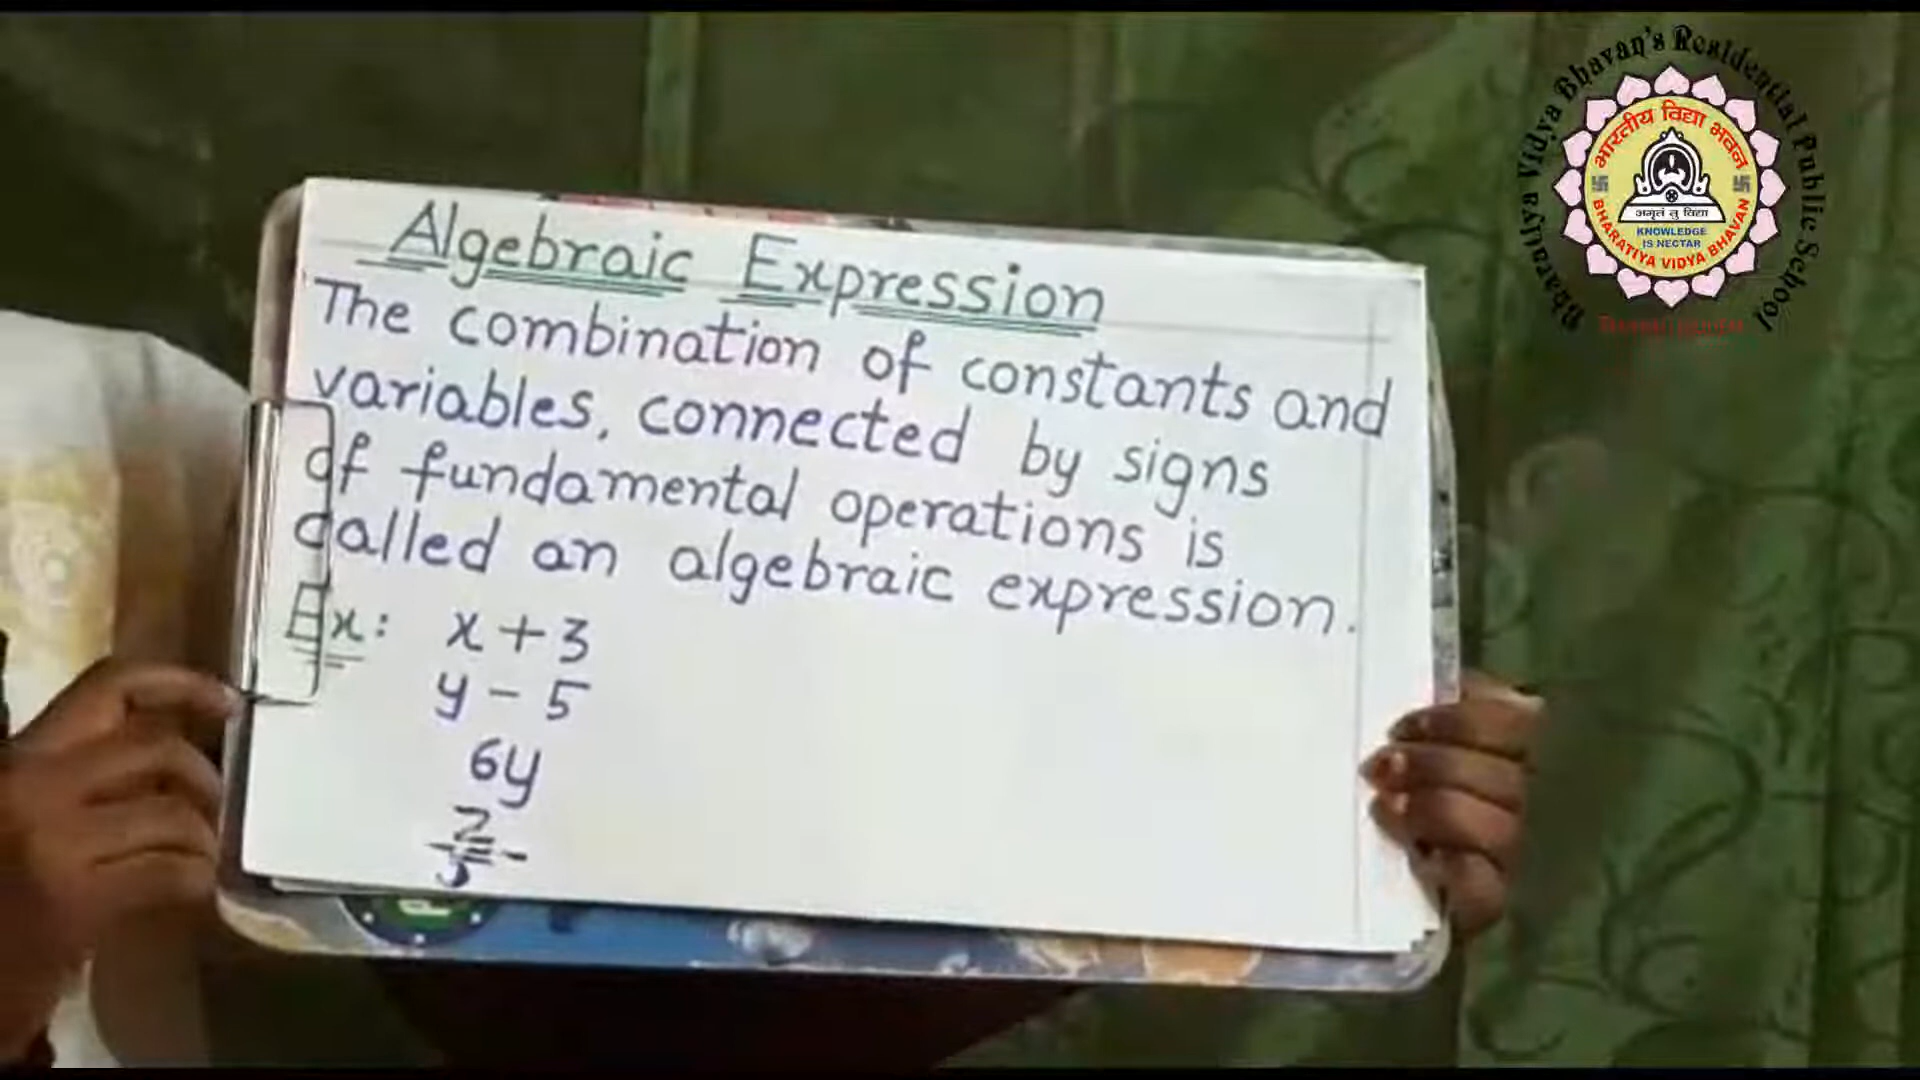 Algebraic Expression
The combination of constants and
variables, connected by signs
of fundamental operations is
called an algebraic expression.
Ex: x + 3
y - 5
6y
Bharatiya Vidya Bhavan's Residential Public School
भारतीय विद्या भवन
अमृतं तु विद्या
KNOWLEDGE
IS NECTAR
BHARATIYA VIDYA BHAVAN